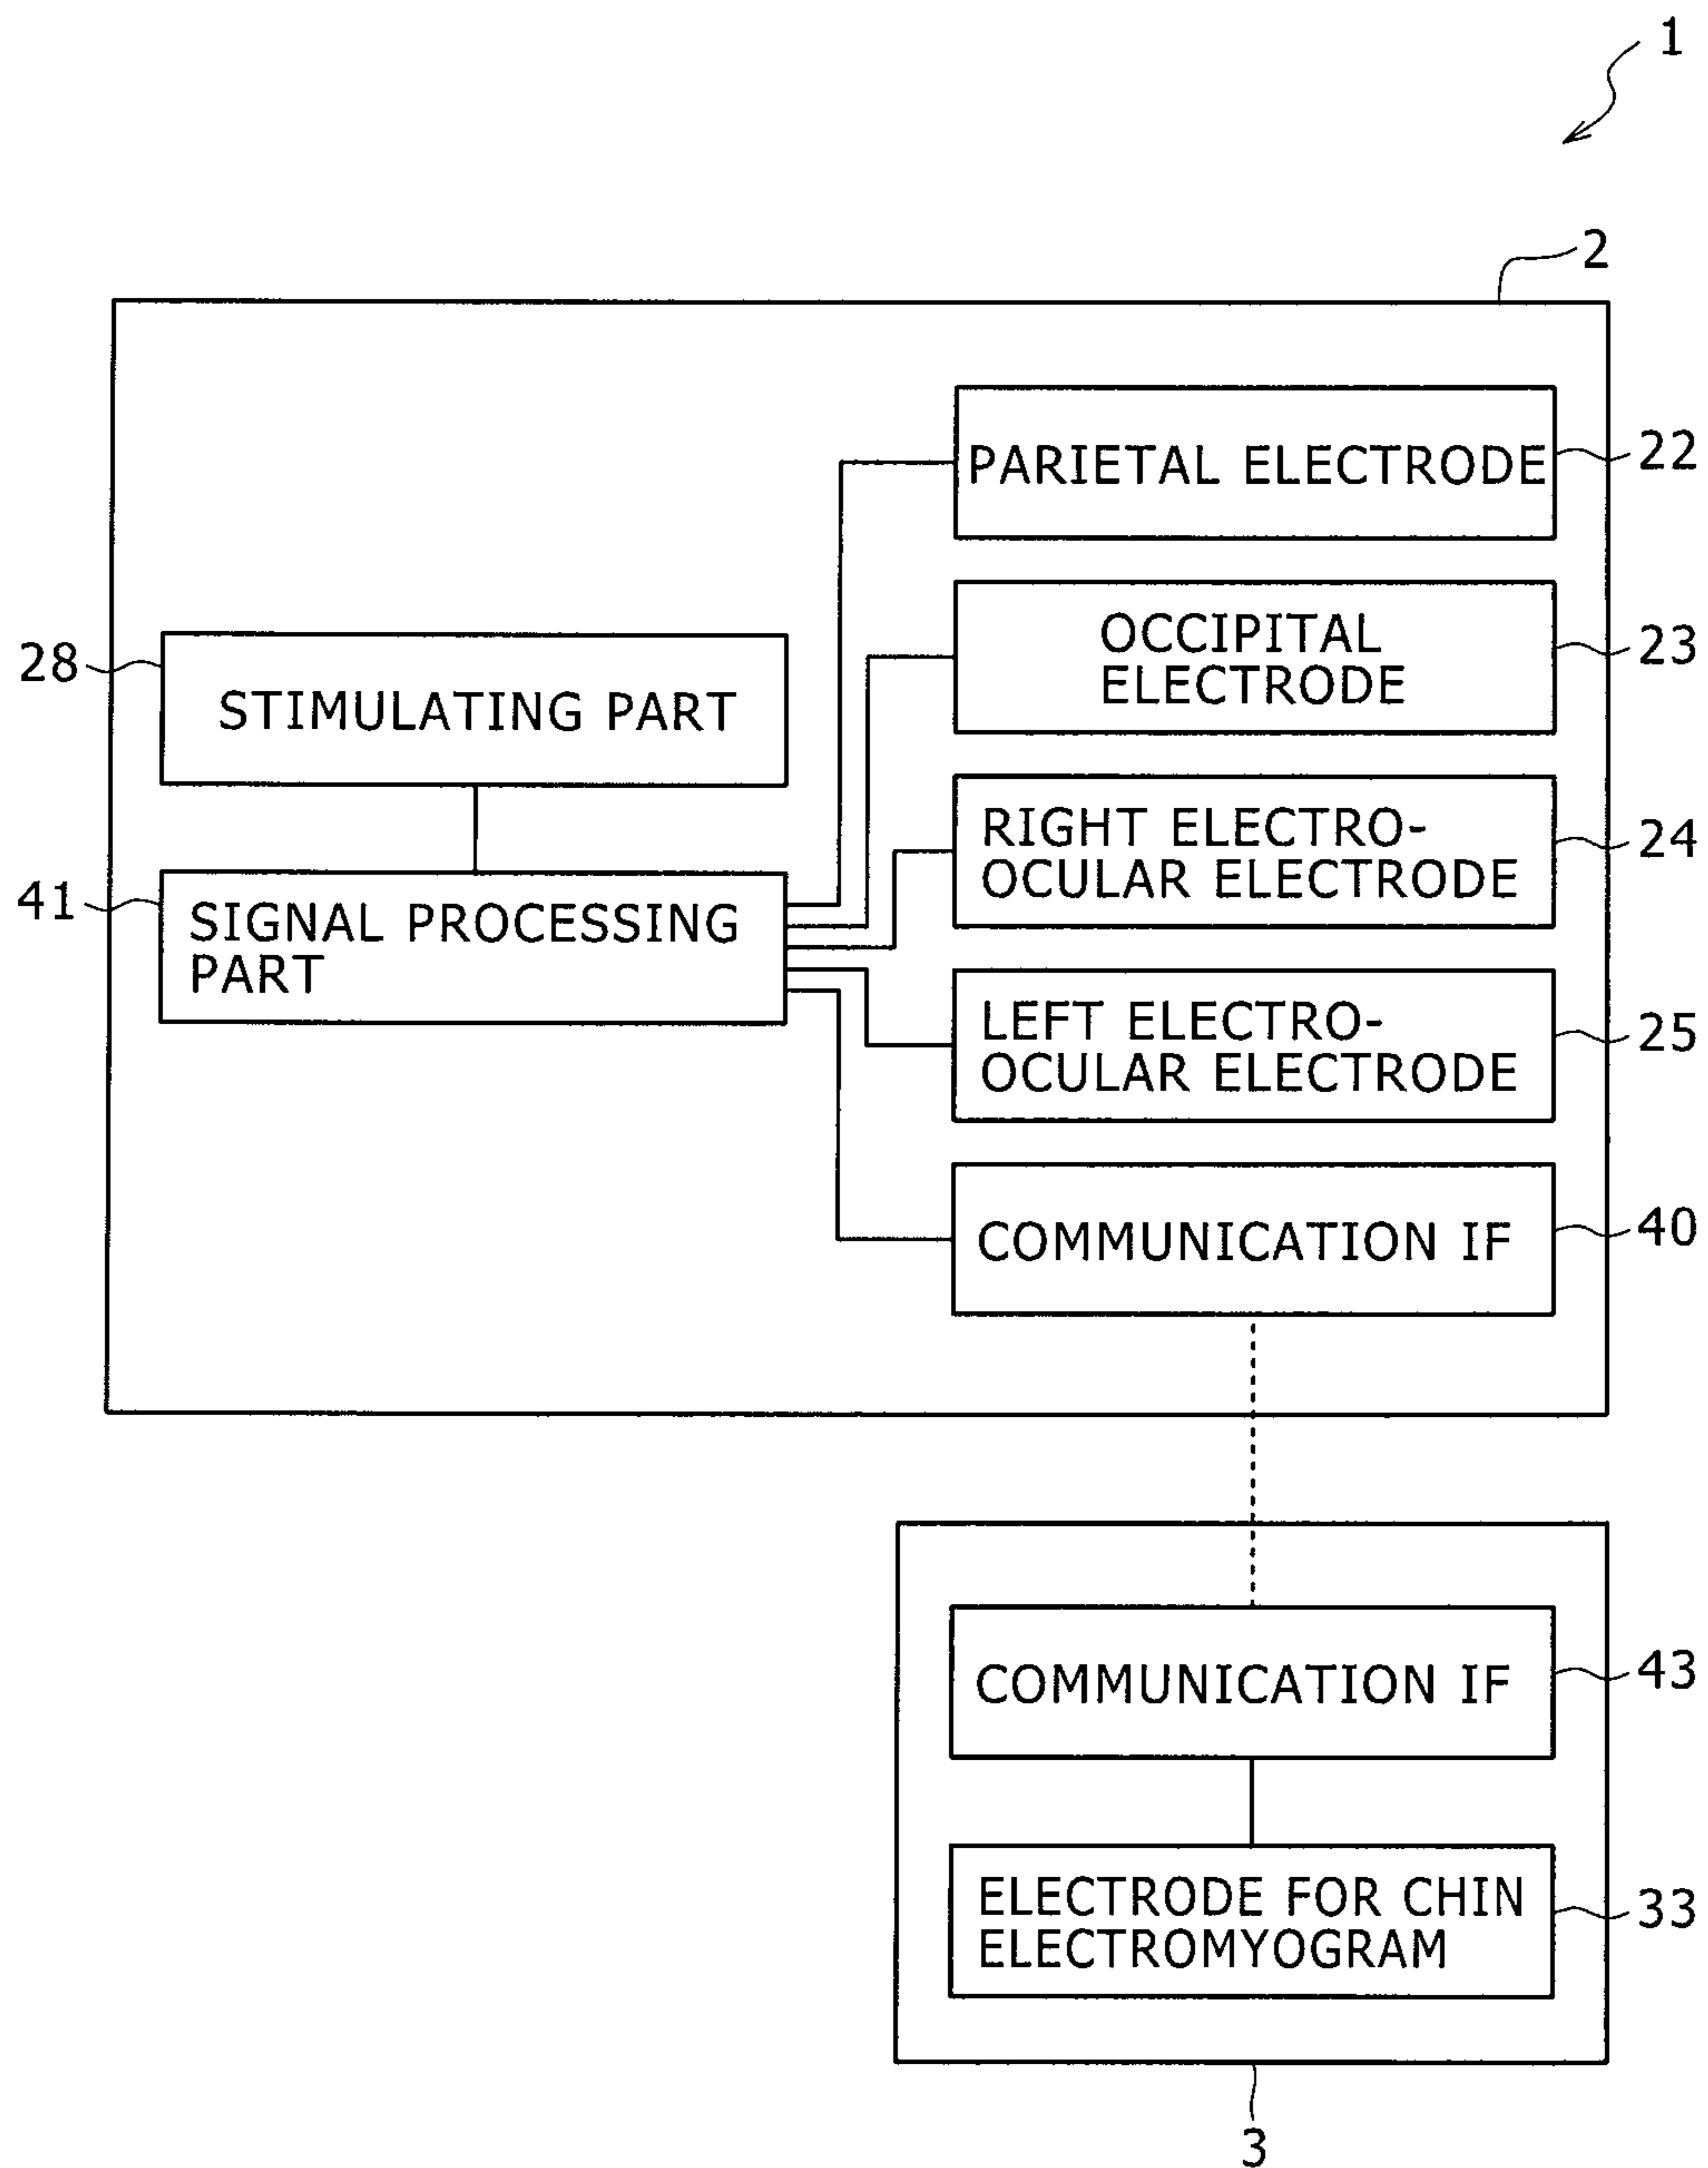 1
2
PARIETAL ELECTRODE
22
OCCIPITAL
ELECTRODE
23
28
STIMULATING PART
RIGHT ELECTRO-
OCULAR ELECTRODE
24
41
SIGNAL PROCESSING
PART
LEFT ELECTRO-
OCULAR ELECTRODE
25
COMMUNICATION IF
40
COMMUNICATION IF
43
ELECTRODE FOR CHIN
ELECTROMYOGRAM
33
3